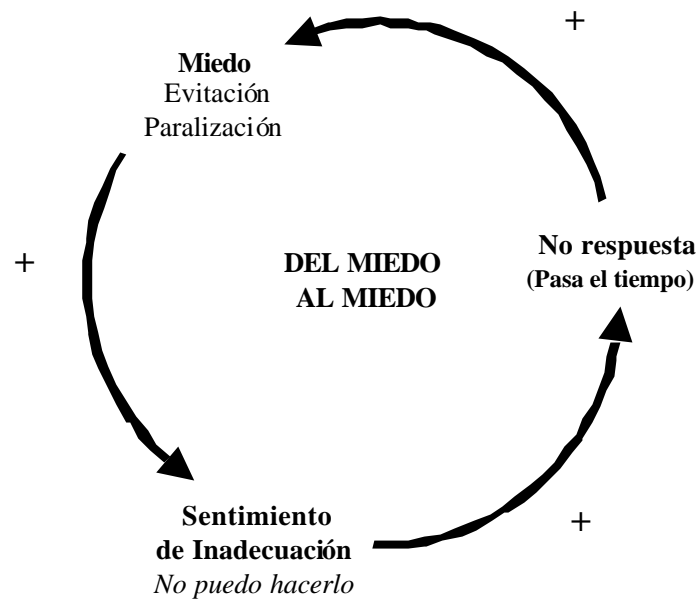 +
Miedo
Evitación
Paralización
+
DEL MIEDO
AL MIEDO
No respuesta
(Pasa el tiempo)
Sentimiento
de Inadecuación
No puedo hacerlo
+